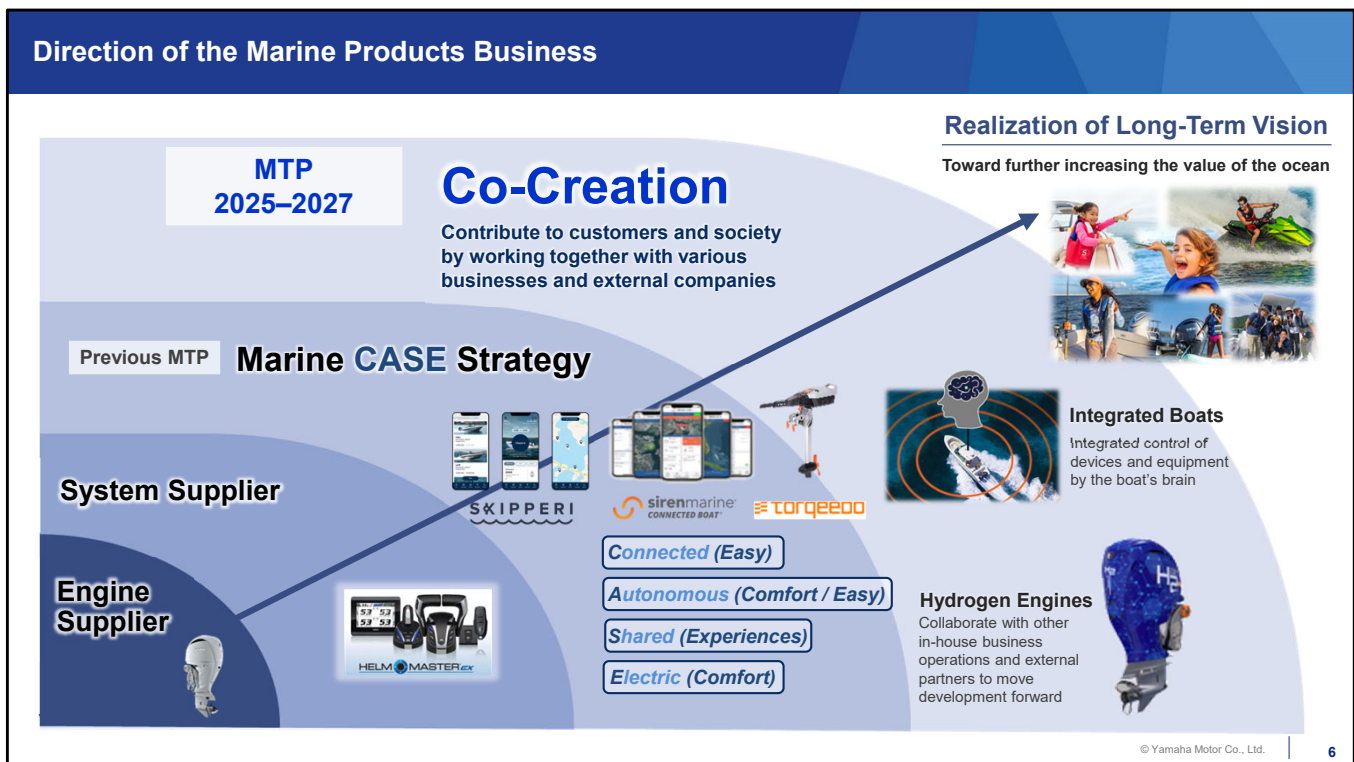 Direction of the Marine Products Business
Realization of Long-Term Vision
Toward further increasing the value of the ocean
MTP
2025–2027
Co-Creation
Contribute to customers and society
by working together with various
businesses and external companies
Previous MTP
Marine CASE Strategy
System Supplier
Engine
Supplier
SKIPPERI
sirenmarine
CONNECTED BOAT
TORQEEDO
Integrated Boats
Integrated control of
devices and equipment
by the boat's brain
Connected (Easy)
Autonomous (Comfort / Easy)
Shared (Experiences)
Electric (Comfort)
HELM MASTER EX
Hydrogen Engines
Collaborate with other
in-house business
operations and external
partners to move
development forward
H2
© Yamaha Motor Co., Ltd.
6